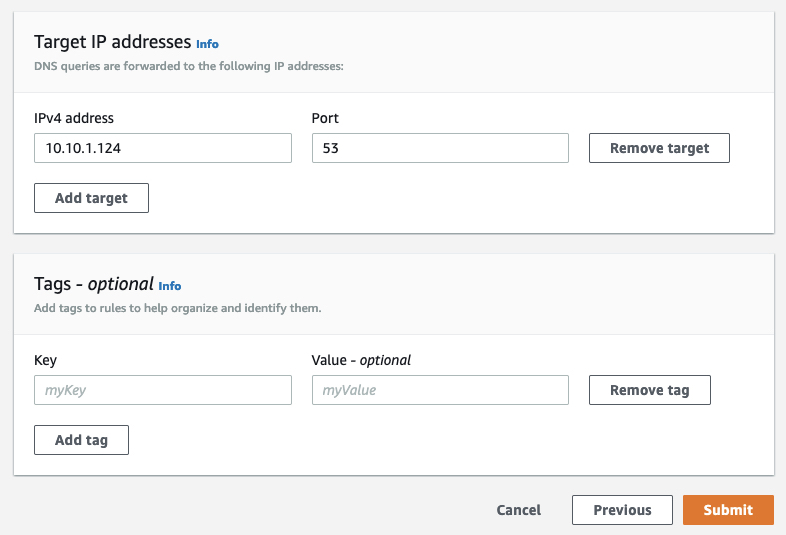 Target IP addresses Info
DNS queries are forwarded to the following IP addresses:
IPv4 address Port
10.10.1.124 53 Remove target
Add target
Tags - optional Info
Add tags to rules to help organize and identify them.
Key Value - optional
myKey myValue Remove tag
Add tag
Cancel Previous Submit